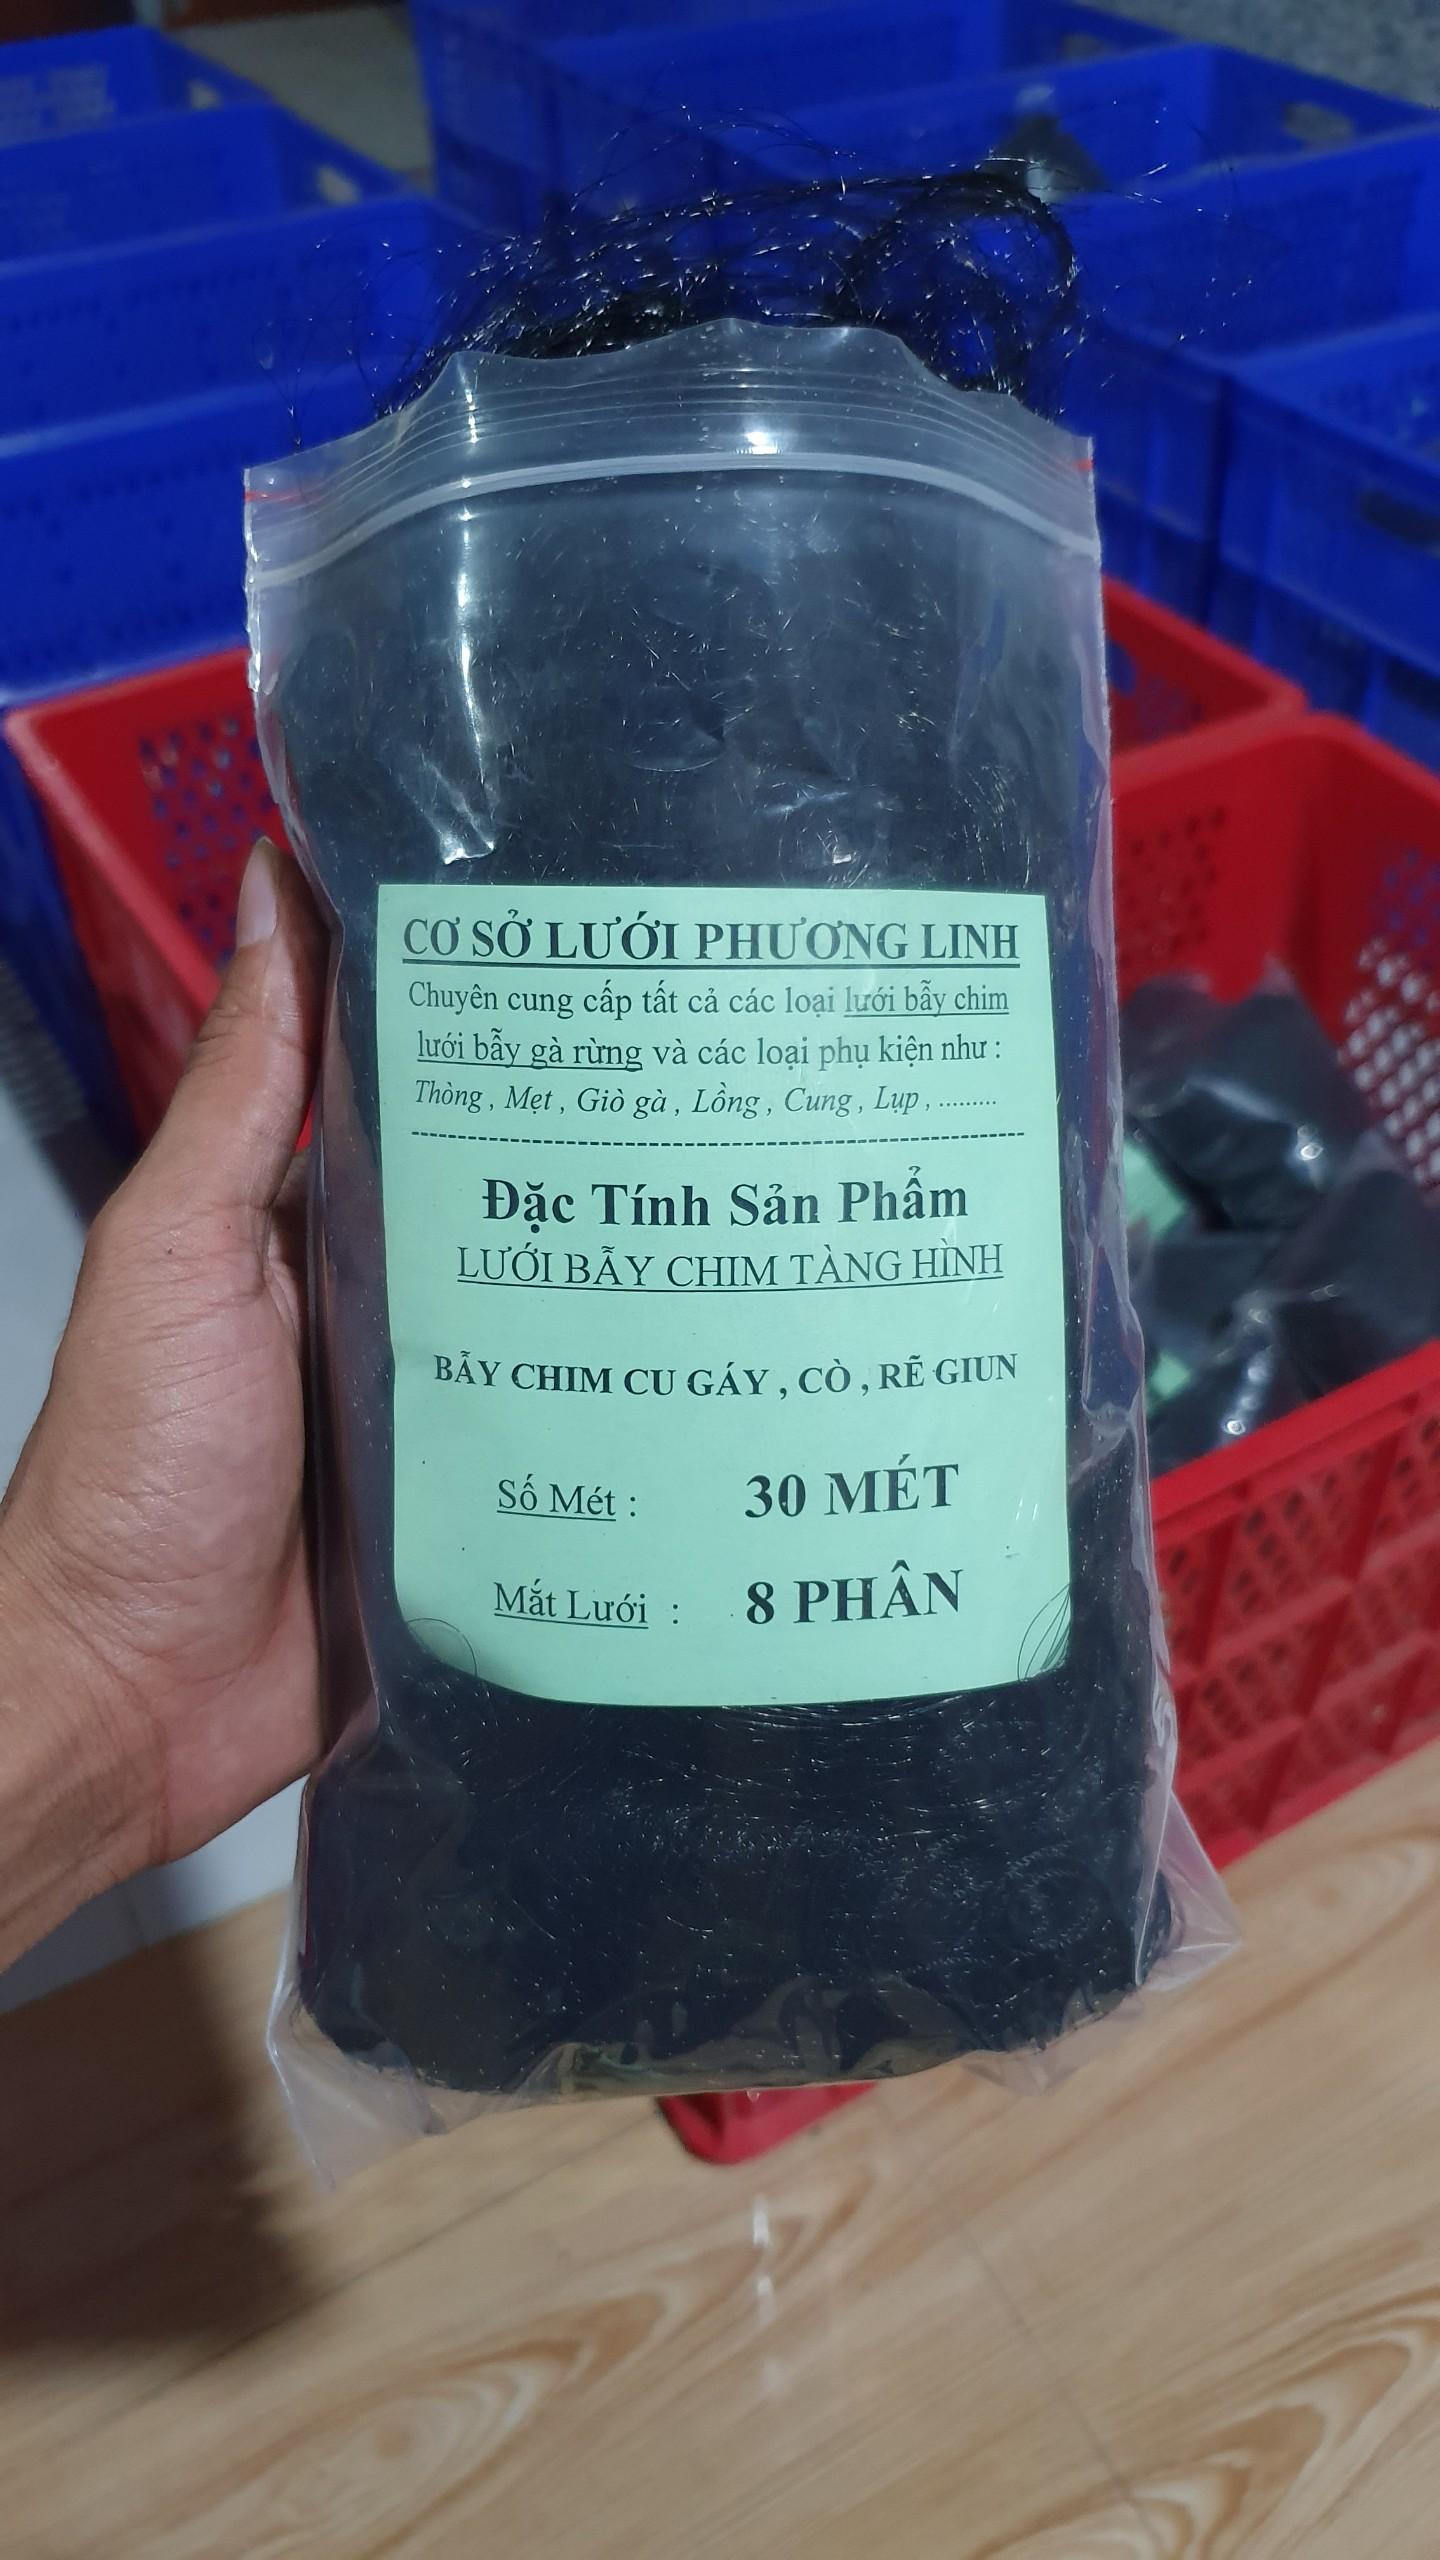 CƠ SỞ LƯỚI PHƯƠNG LINH
Chuyên cung cấp tất cả các loại lưới bẫy chim
lưới bẫy gà rừng và các loại phụ kiện như :
Thòng , Mẹt , Giò gà , Lồng , Cung , Lụp , .........
Đặc Tính Sản Phẩm
LƯỚI BẪY CHIM TÀNG HÌNH
BẪY CHIM CU GÁY , CÒ , RẼ GIUN
Số Mét : 30 MÉT
Mắt Lưới : 8 PHÂN